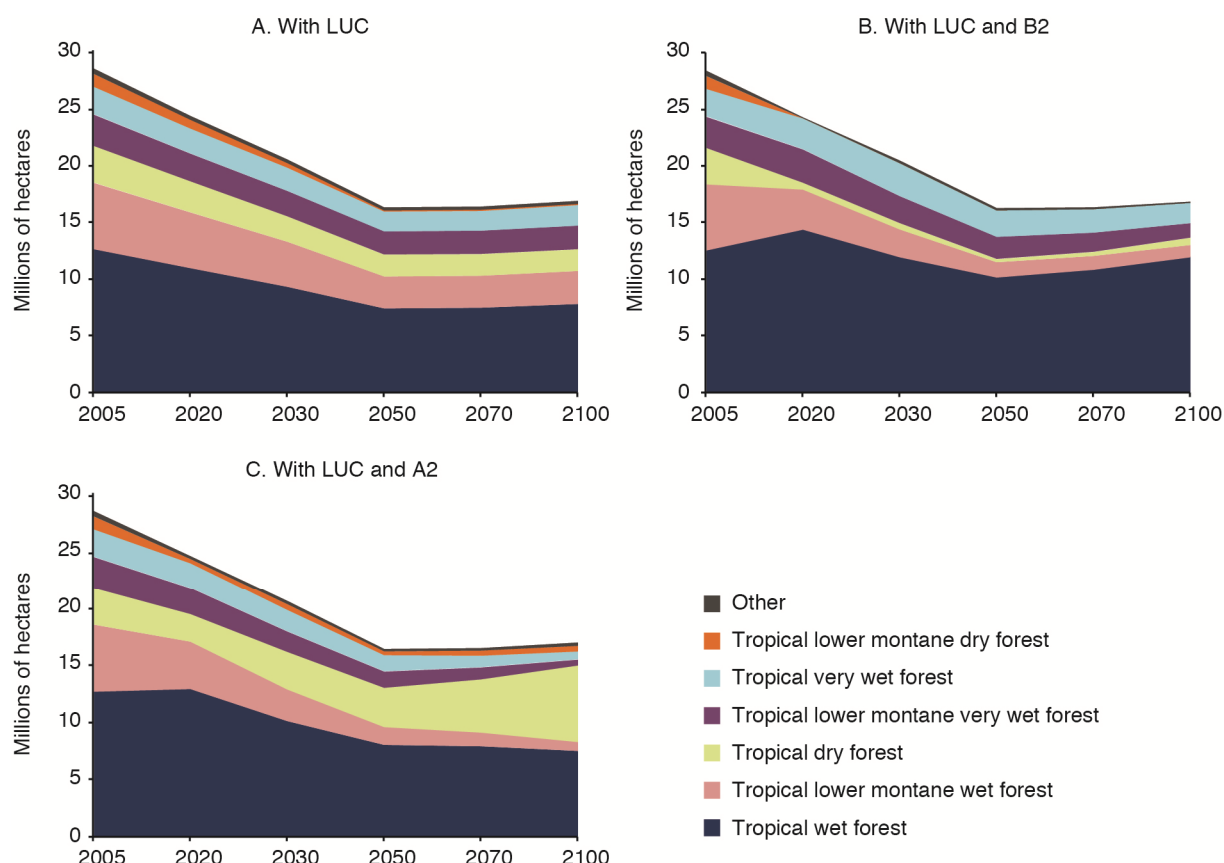 A. With LUC
Millions of hectares
30
25
20
15
10
5
0
2005 2020 2030 2050 2070 2100
B. With LUC and B2
Millions of hectares
30
25
20
15
10
5
0
2005 2020 2030 2050 2070 2100
C. With LUC and A2
Millions of hectares
30
25
20
15
10
5
0
2005 2020 2030 2050 2070 2100
Other
Tropical lower montane dry forest
Tropical very wet forest
Tropical lower montane very wet forest
Tropical dry forest
Tropical lower montane wet forest
Tropical wet forest